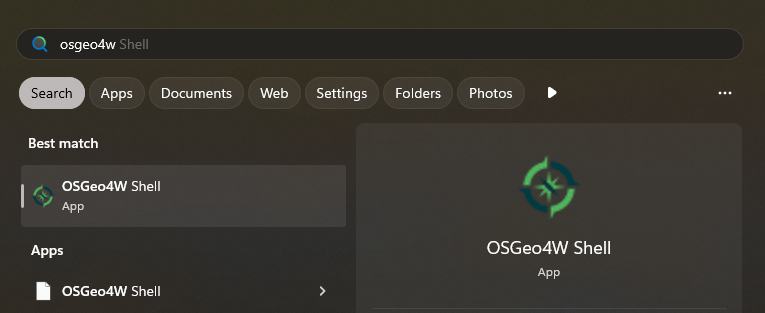 osgeo4w Shell
Search Apps Documents Web Settings Folders Photos
Best match
OSGeo4W Shell
App
Apps
OSGeo4W Shell
OSGeo4W Shell
App